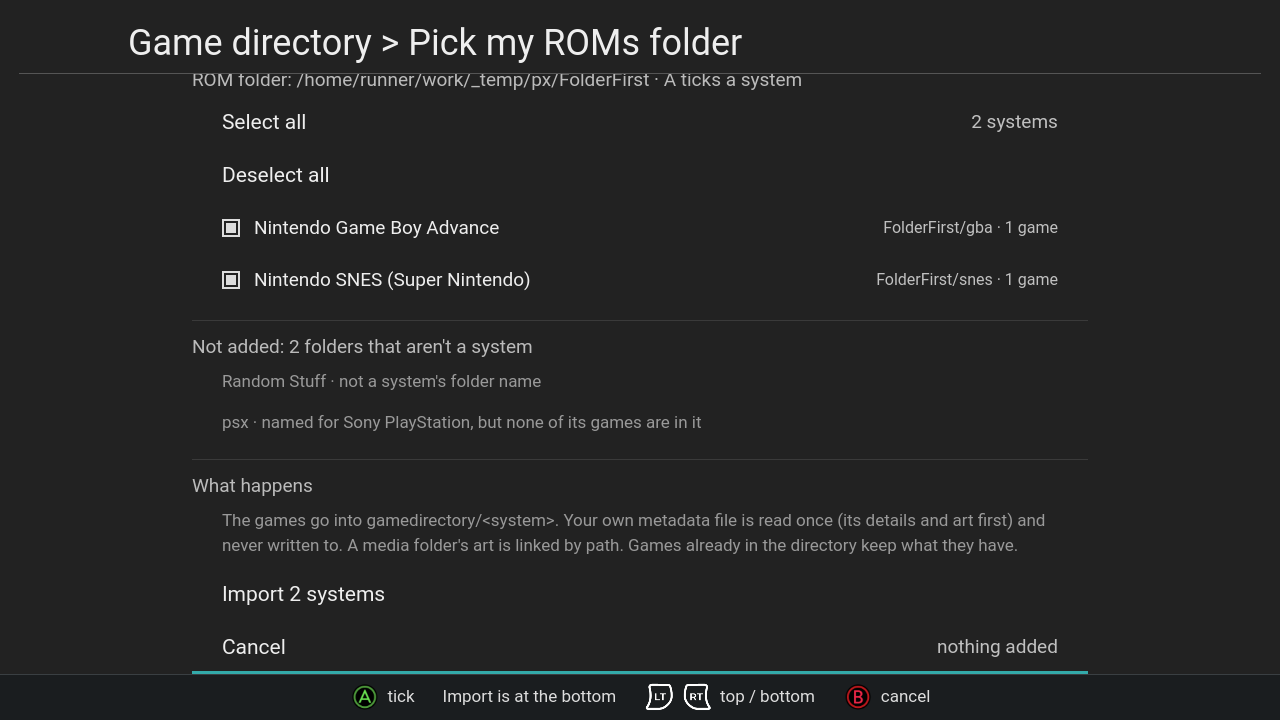 Game directory > Pick my ROMs folder
ROM folder: /home/runner/work/_temp/px/FolderFirst · A ticks a system
Select all 2 systems
Deselect all
Nintendo Game Boy Advance FolderFirst/gba · 1 game
Nintendo SNES (Super Nintendo) FolderFirst/snes · 1 game
Not added: 2 folders that aren't a system
Random Stuff · not a system's folder name
psx · named for Sony PlayStation, but none of its games are in it
What happens
The games go into gamedirectory/<system>. Your own metadata file is read once (its details and art first) and
never written to. A media folder's art is linked by path. Games already in the directory keep what they have.
Import 2 systems
Cancel nothing added
A tick Import is at the bottom LT RT top / bottom B cancel